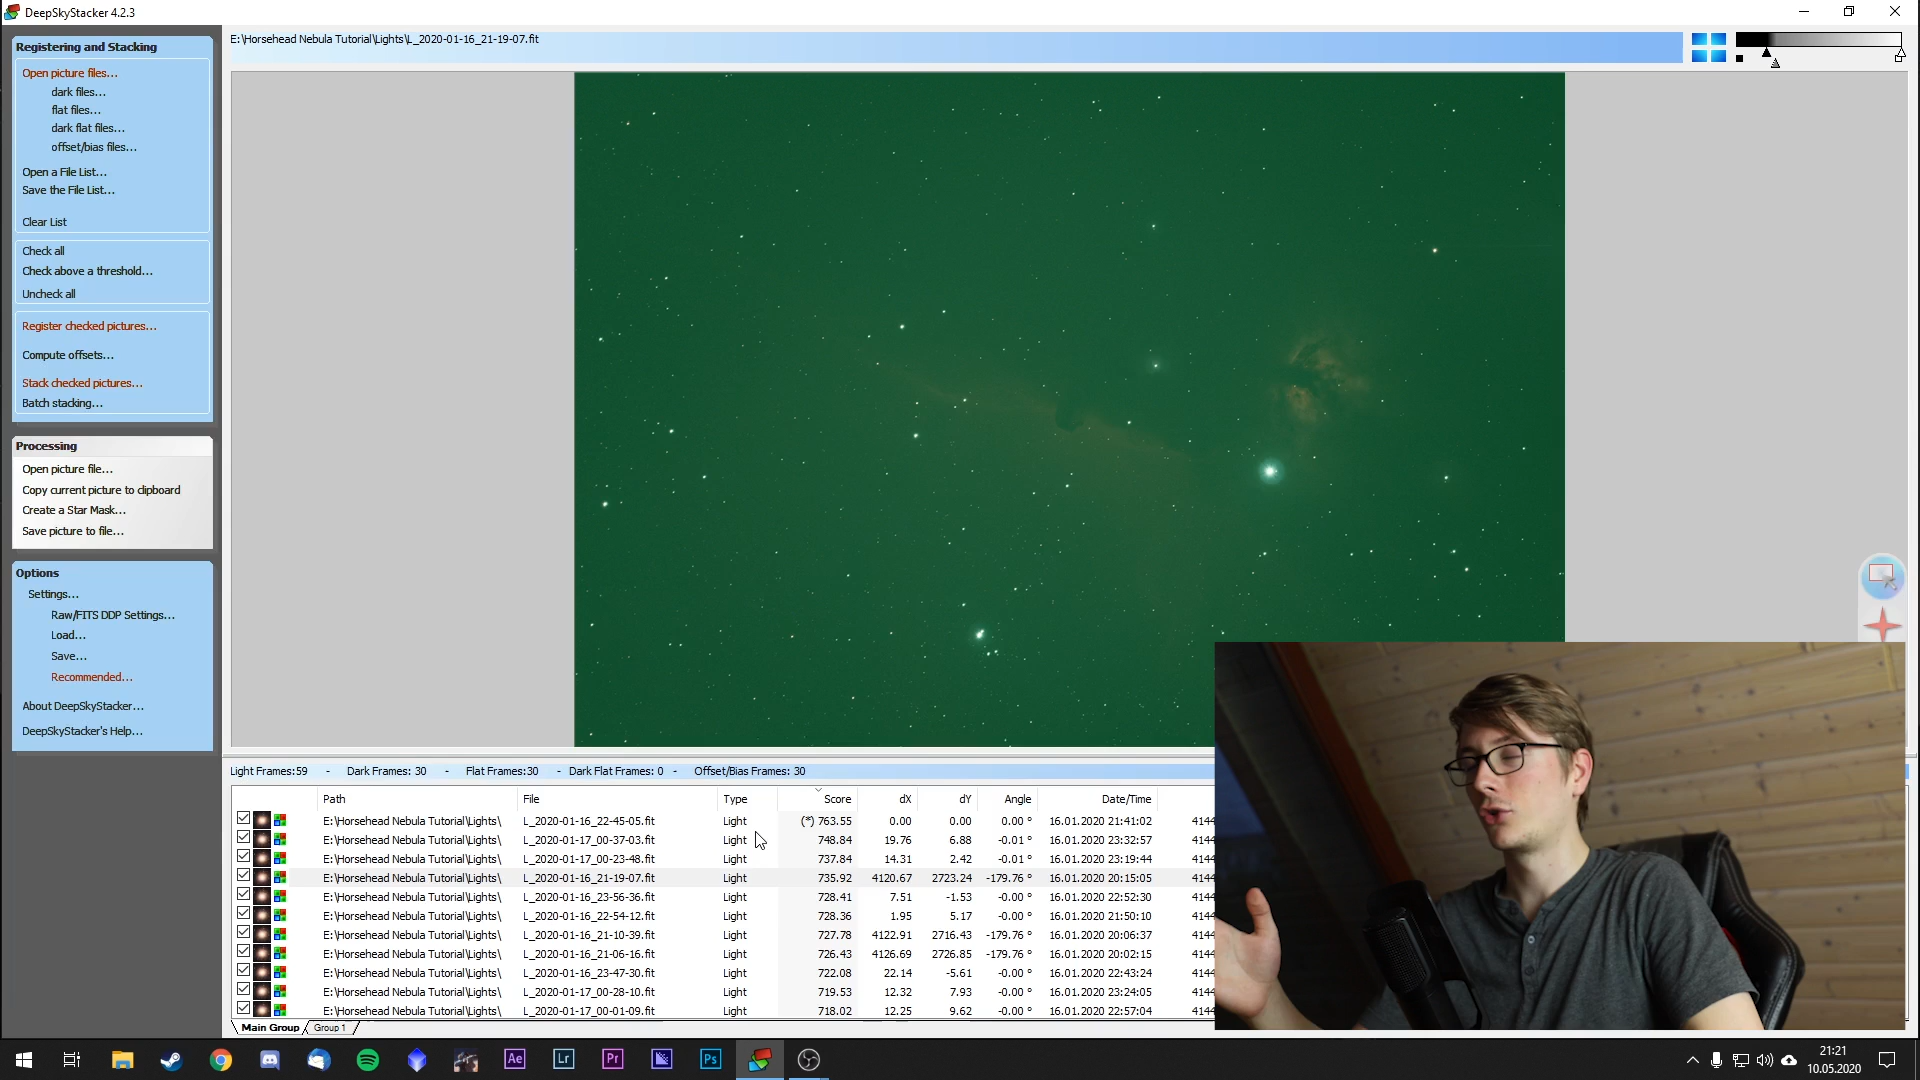 DeepSkyStacker 4.2.3
Registering and Stacking
Open picture files...
dark files...
flat files...
dark flat files...
offset/bias files...
Open a File List...
Save the File List...
Clear List
Check all
Check above a threshold...
Uncheck all
Register checked pictures...
Compute offsets...
Stack checked pictures...
Batch stacking...
Processing
Open picture file...
Copy current picture to clipboard
Create a Star Mask...
Save picture to file...
Options
Settings...
Raw/FITS DDP Settings...
Load...
Save...
Recommended...
About DeepSkyStacker...
DeepSkyStacker's Help...
E:\Horsehead Nebula Tutorial\Lights\L_2020-01-16_21-19-07.fit
Light Frames:59 - Dark Frames: 30 - Flat Frames:30 - Dark Flat Frames: 0 - Offset/Bias Frames: 30
Path File Type Score dX dY Angle Date/Time
E:\Horsehead Nebula Tutorial\Lights\ L_2020-01-16_22-45-05.fit Light (*) 763.55 0.00 0.00 0.00 ° 16.01.2020 21:41:02 4144
E:\Horsehead Nebula Tutorial\Lights\ L_2020-01-17_00-37-03.fit Light 748.84 19.76 6.88 -0.01 ° 16.01.2020 23:32:57 4144
E:\Horsehead Nebula Tutorial\Lights\ L_2020-01-17_00-23-48.fit Light 737.84 14.31 2.42 -0.01 ° 16.01.2020 23:19:44 4144
E:\Horsehead Nebula Tutorial\Lights\ L_2020-01-16_21-19-07.fit Light 735.92 4120.67 2723.24 -179.76 ° 16.01.2020 20:15:05 4144
E:\Horsehead Nebula Tutorial\Lights\ L_2020-01-16_23-56-36.fit Light 728.41 7.51 -1.53 -0.00 ° 16.01.2020 22:52:30 4144
E:\Horsehead Nebula Tutorial\Lights\ L_2020-01-16_22-54-12.fit Light 728.36 1.95 5.17 -0.00 ° 16.01.2020 21:50:10 4144
E:\Horsehead Nebula Tutorial\Lights\ L_2020-01-16_21-10-39.fit Light 727.78 4122.91 2716.43 -179.76 ° 16.01.2020 20:06:37 4144
E:\Horsehead Nebula Tutorial\Lights\ L_2020-01-16_21-06-16.fit Light 726.43 4126.69 2726.85 -179.76 ° 16.01.2020 20:02:15 4144
E:\Horsehead Nebula Tutorial\Lights\ L_2020-01-16_23-47-30.fit Light 722.08 22.14 -5.61 -0.00 ° 16.01.2020 22:43:24 4144
E:\Horsehead Nebula Tutorial\Lights\ L_2020-01-17_00-28-10.fit Light 719.53 12.32 7.93 -0.00 ° 16.01.2020 23:24:05 4144
E:\Horsehead Nebula Tutorial\Lights\ L_2020-01-17_00-01-09.fit Light 718.02 12.25 9.62 -0.00 ° 16.01.2020 22:57:04 4144
Main Group Group 1
Ae Lr Pr Ps
21:21
10.05.2020